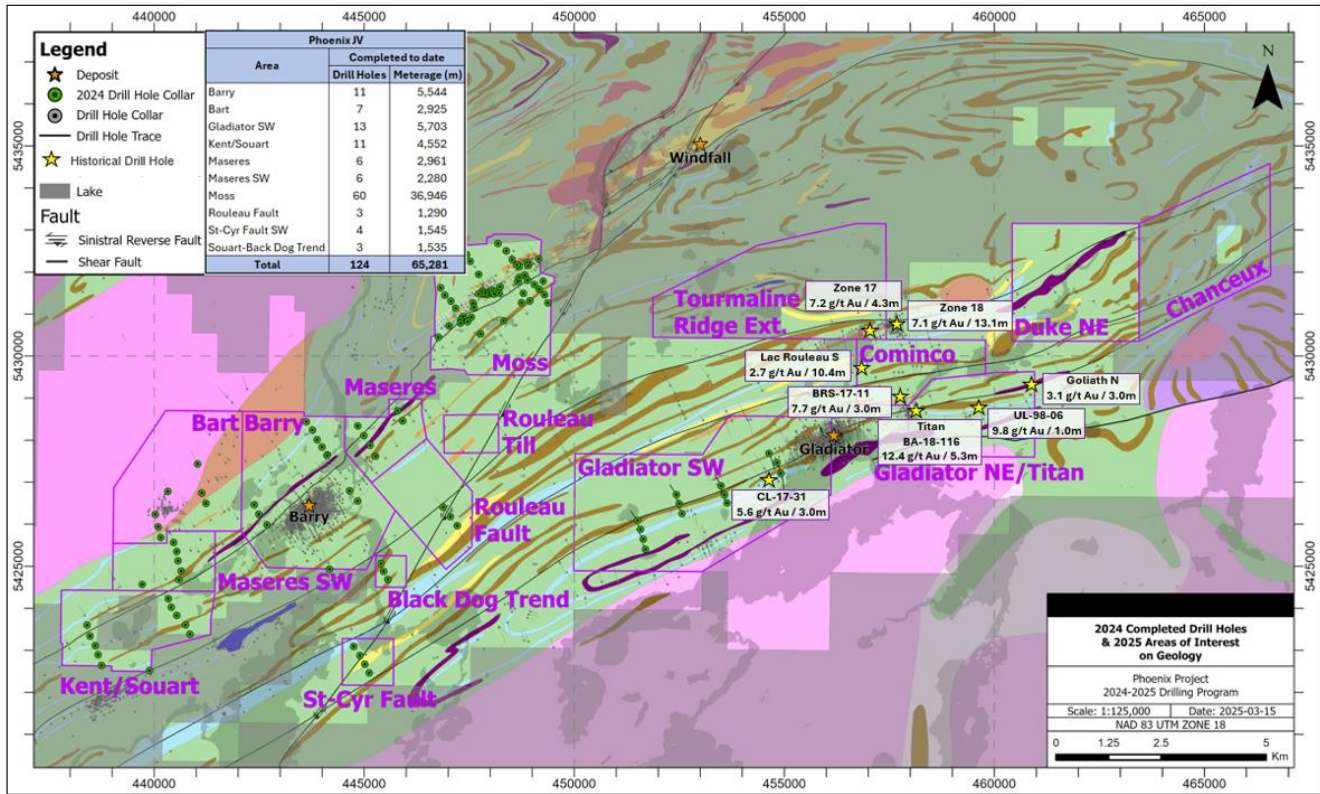 440000 445000 450000 455000 460000 465000
Legend
Deposit
2024 Drill Hole Collar
Drill Hole Collar
Drill Hole Trace
Historical Drill Hole
Lake
Fault
Sinistral Reverse Fault
Shear Fault
Phoenix JV
Area Completed to date
Drill Holes Meterage (m)
Barry 11 5,544
Bart 7 2,925
Gladiator SW 13 5,703
Kent/Souart 11 4,552
Maseres 6 2,961
Maseres SW 6 2,280
Moss 60 36,946
Rouleau Fault 3 1,290
St-Cyr Fault SW 4 1,545
Souart-Back Dog Trend 3 1,535
Total 124 65,281
N
5435000
5435000
Windfall
Chanceux
Zone 17
7.2 g/t Au / 4.3m
Tourmaline
Ridge Ext.
Zone 18
7.1 g/t Au / 13.1m
Duke NE
5430000
5430000
Moss
Lac Rouleau S
2.7 g/t Au / 10.4m
Cominco
Maseres
BRS-17-11
7.7 g/t Au / 3.0m
Goliath N
3.1 g/t Au / 3.0m
UL-98-06
9.8 g/t Au / 1.0m
Bart Barry
Rouleau
Till
Titan
BA-18-116
12.4 g/t Au / 5.3m
Gladiator
Gladiator SW
Gladiator NE/Titan
CL-17-31
5.6 g/t Au / 3.0m
Barry
Rouleau
Fault
5425000
5425000
Maseres SW
Black Dog Trend
Kent/Souart
St-Cyr Fault
2024 Completed Drill Holes
& 2025 Areas of Interest
on Geology
Phoenix Project
2024-2025 Drilling Program
Scale: 1:125,000 Date: 2025-03-15
NAD 83 UTM ZONE 18
0 1.25 2.5 5
Km
440000 445000 450000 455000 460000 465000